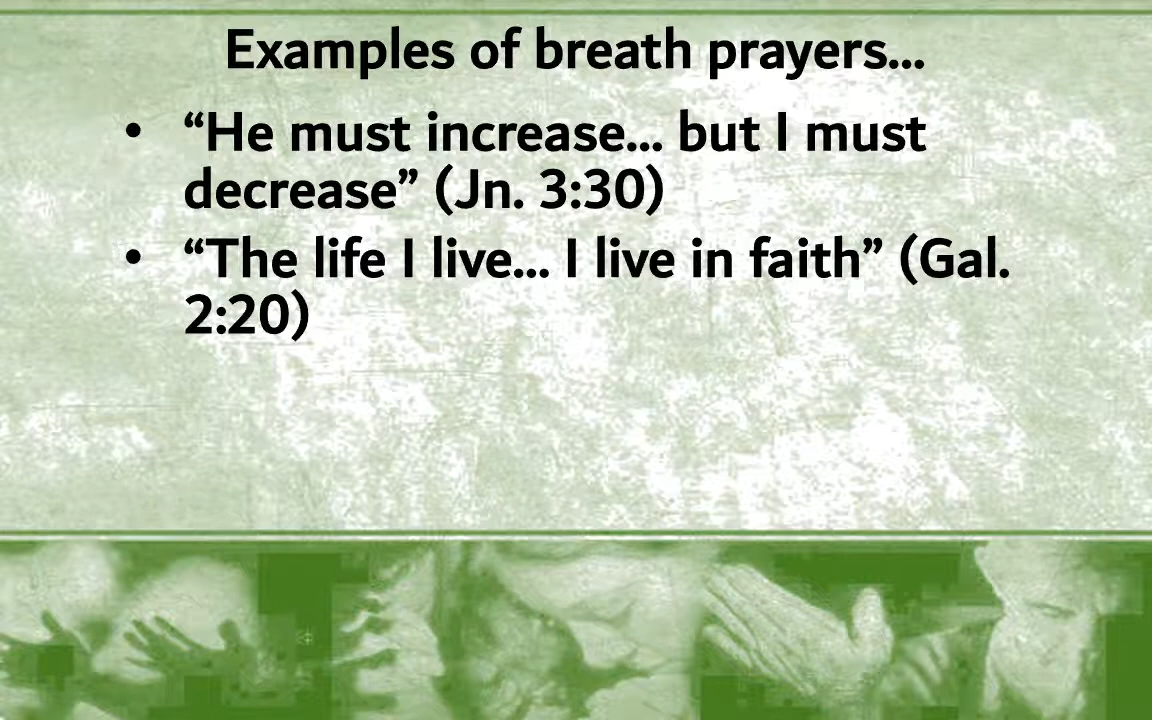 Examples of breath prayers...
• “He must increase... but I must
decrease” (Jn. 3:30)
• “The life I live... I live in faith” (Gal.
2:20)